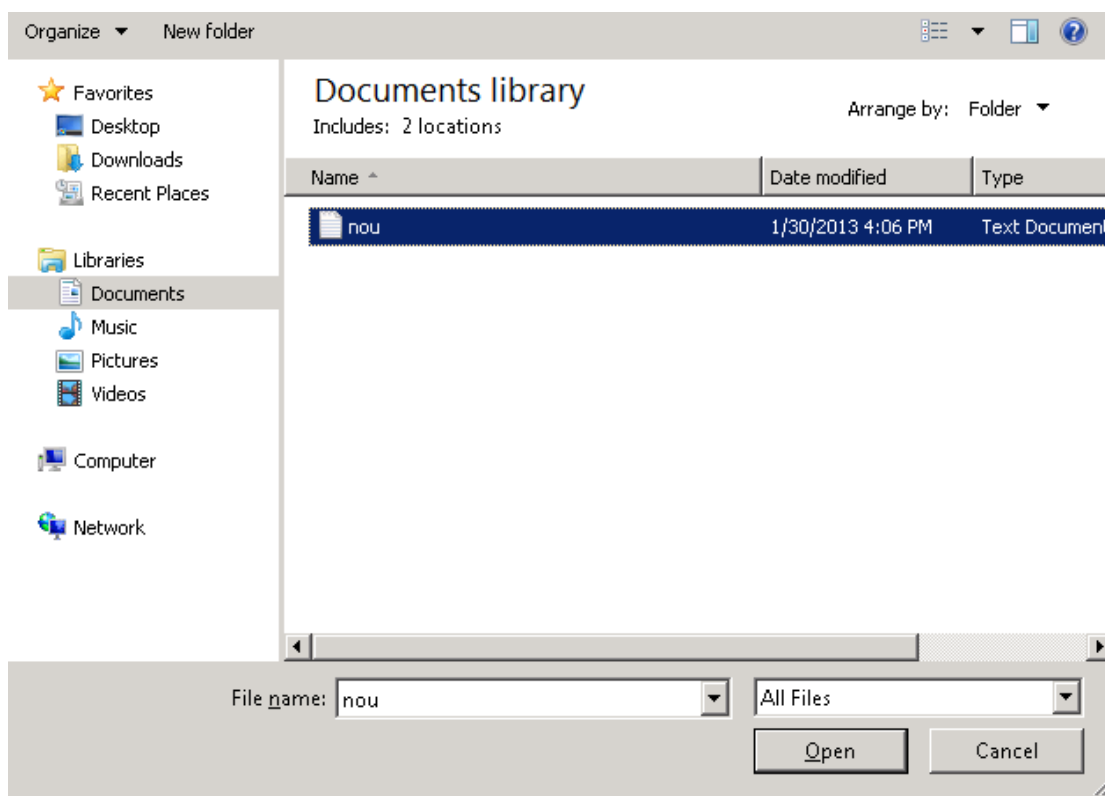 Organize New folder
Favorites
Desktop
Downloads
Recent Places
Libraries
Documents
Music
Pictures
Videos
Computer
Network
Documents library
Includes: 2 locations
Arrange by: Folder
Name Date modified Type
nou 1/30/2013 4:06 PM Text Documen
File name: nou All Files
Open Cancel